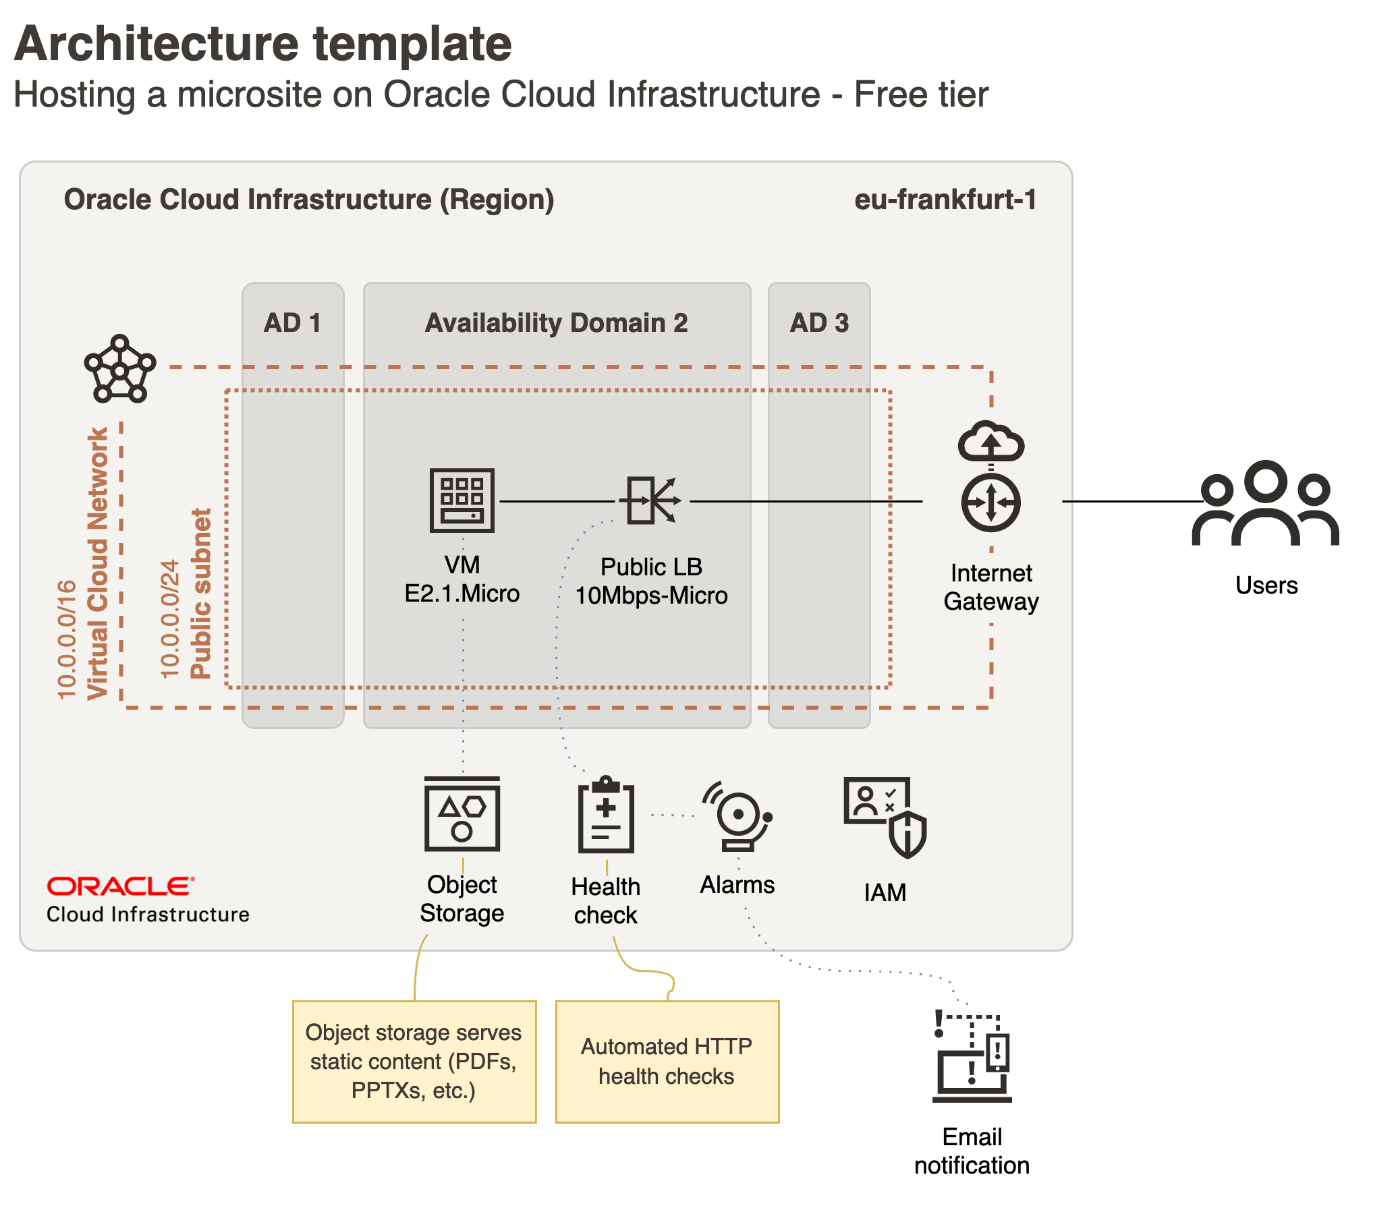 Architecture template
Hosting a microsite on Oracle Cloud Infrastructure - Free tier
Oracle Cloud Infrastructure (Region)
eu-frankfurt-1
AD 1
Availability Domain 2
AD 3
10.0.0.0/16
Virtual Cloud Network
10.0.0.0/24
Public subnet
VM
E2.1.Micro
Public LB
10Mbps-Micro
Internet
Gateway
Users
Object
Storage
Health
check
Alarms
IAM
ORACLE®
Cloud Infrastructure
Object storage serves
static content (PDFs,
PPTXs, etc.)
Automated HTTP
health checks
Email
notification